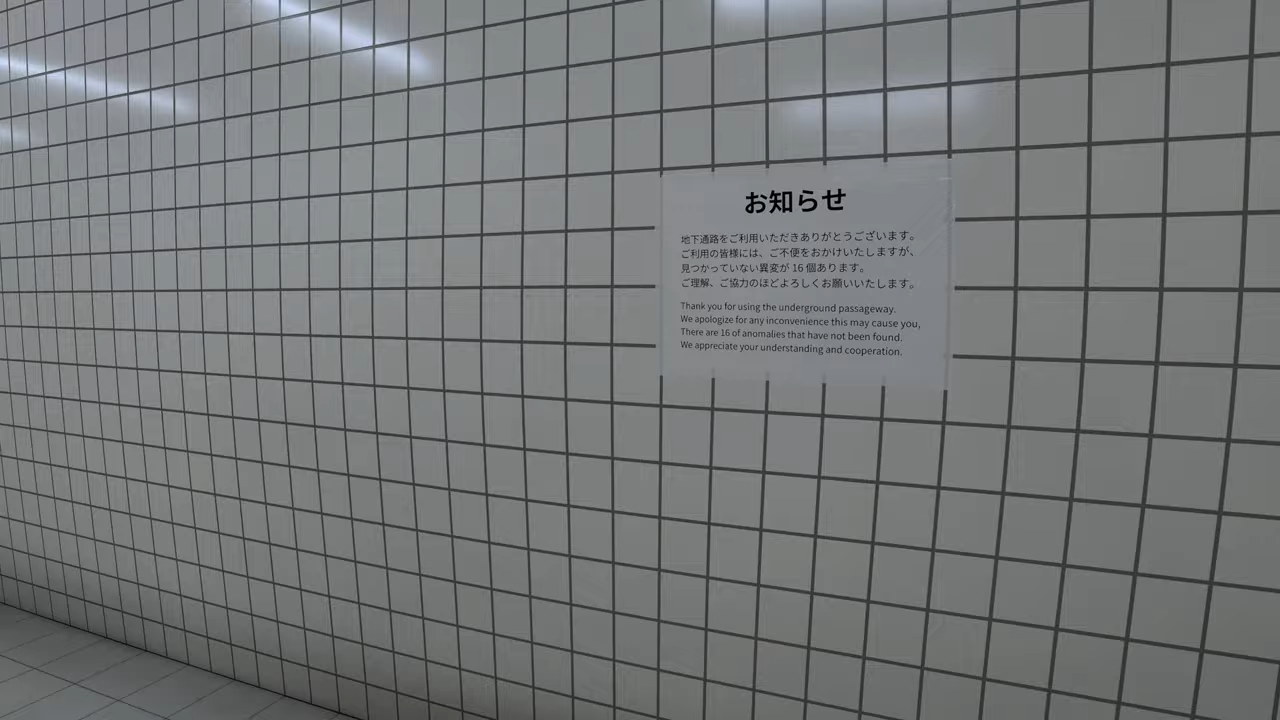 お知らせ
地下通路をご利用いただきありがとうございます。
ご利用の皆様には、ご不便をおかけいたしますが、
見つかっていない異変が 16 個あります。
ご理解、ご協力のほどよろしくお願いいたします。
Thank you for using the underground passageway.
We apologize for any inconvenience this may cause you,
There are 16 of anomalies that have not been found.
We appreciate your understanding and cooperation.